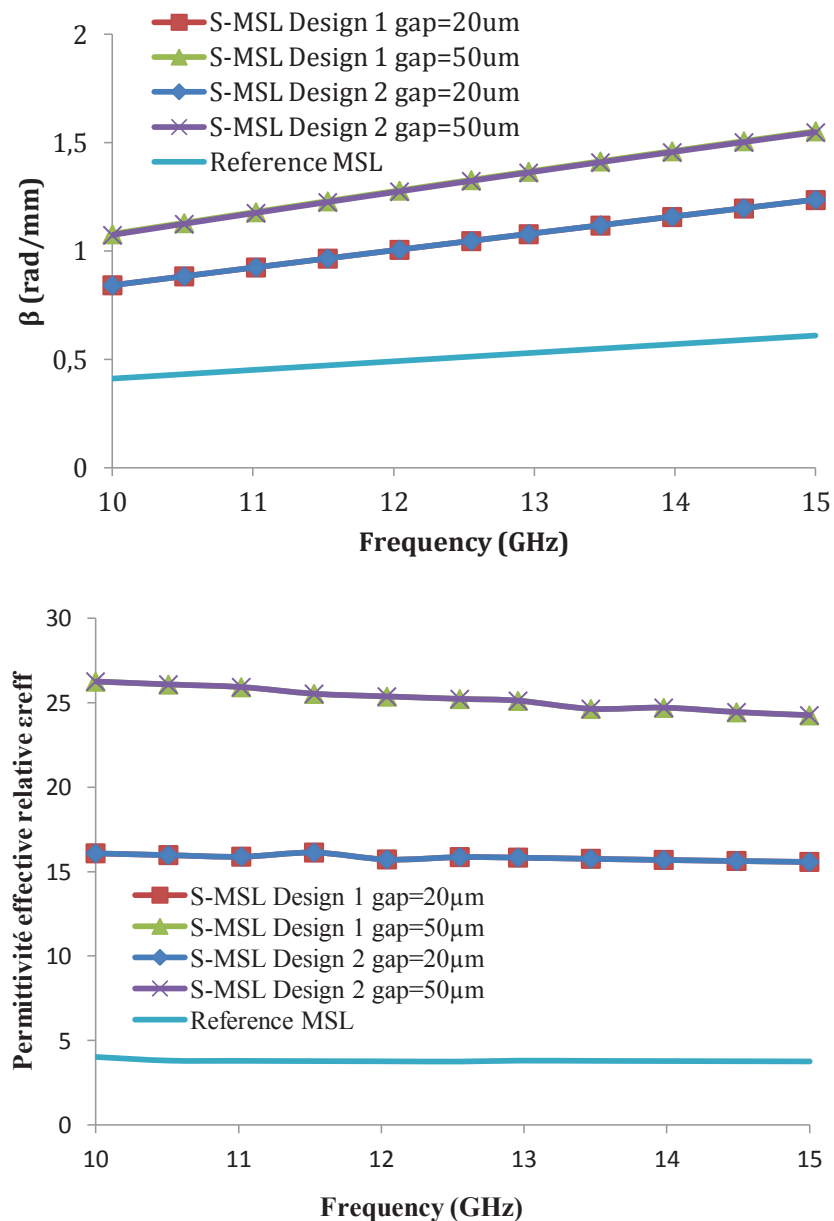 S-MSL Design 1 gap=20um
S-MSL Design 1 gap=50um
S-MSL Design 2 gap=20um
S-MSL Design 2 gap=50um
Reference MSL
2
1,5
1
0,5
0
β (rad/mm)
10 11 12 13 14 15
Frequency (GHz)
30
25
20
15
10
5
0
Permittivité effective relative εreff
S-MSL Design 1 gap=20µm
S-MSL Design 1 gap=50µm
S-MSL Design 2 gap=20µm
S-MSL Design 2 gap=50µm
Reference MSL
10 11 12 13 14 15
Frequency (GHz)